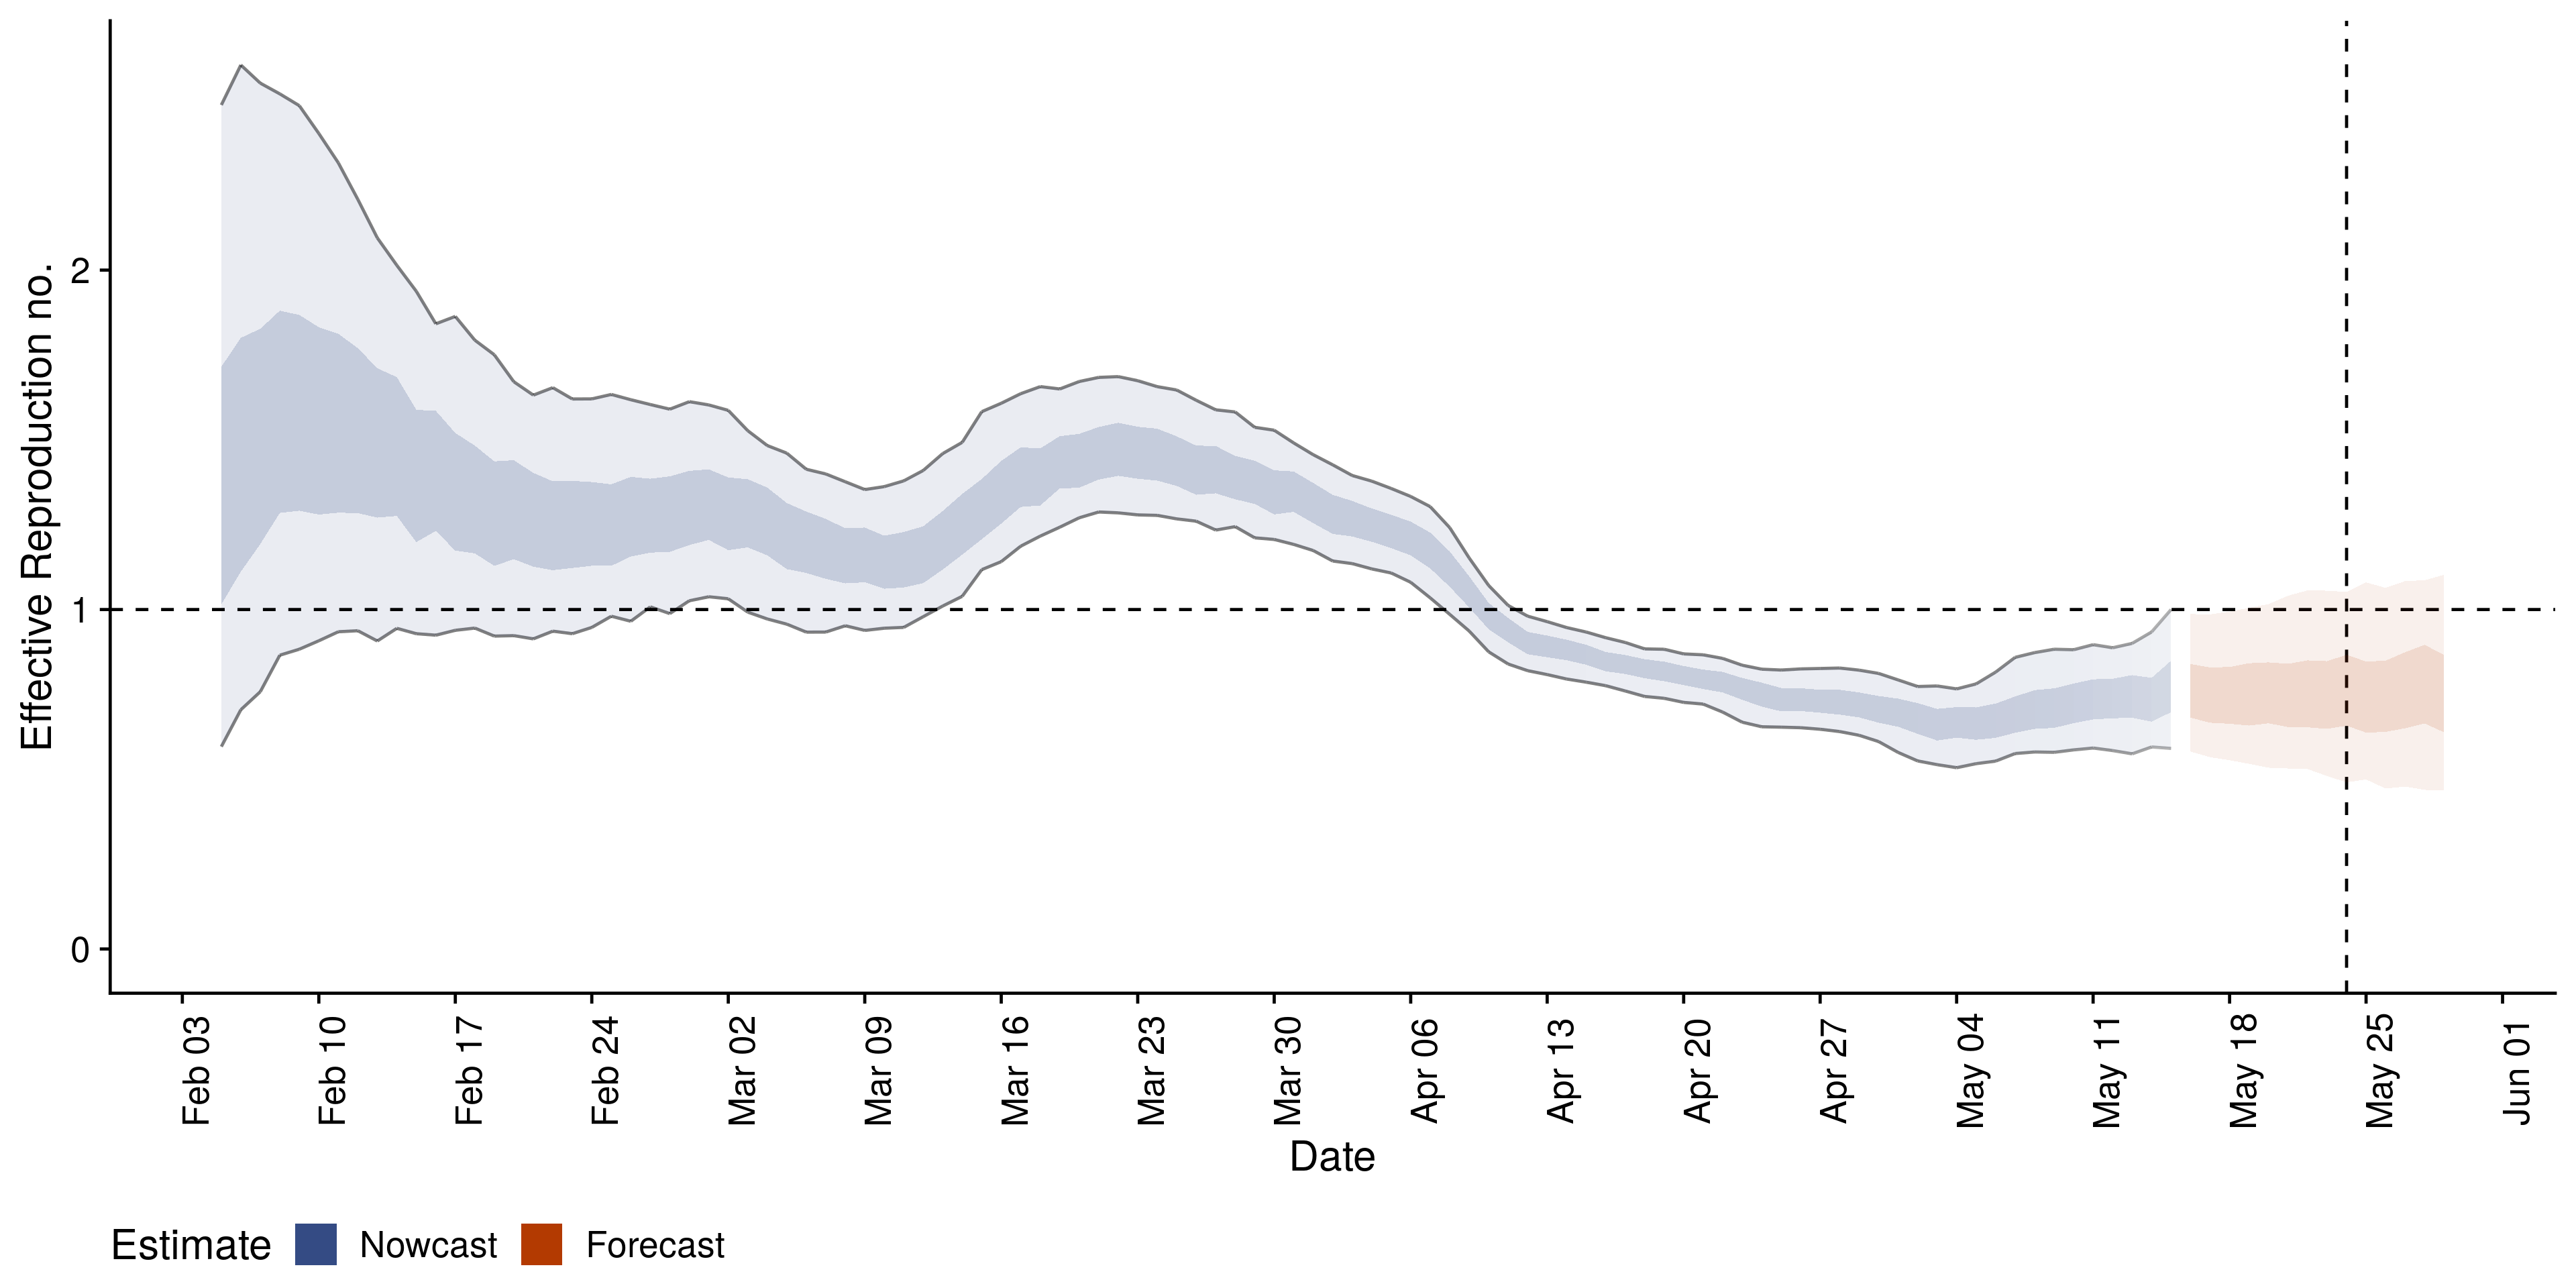 Effective Reproduction no.
2
1
0
Feb 03
Feb 10
Feb 17
Feb 24
Mar 02
Mar 09
Mar 16
Mar 23
Mar 30
Apr 06
Apr 13
Apr 20
Apr 27
May 04
May 11
May 18
May 25
Jun 01
Date
Estimate Nowcast Forecast